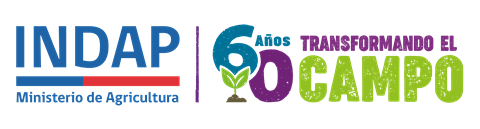 INDAP
Ministerio de Agricultura
60 Años
TRANSFORMANDO EL
CAMPO